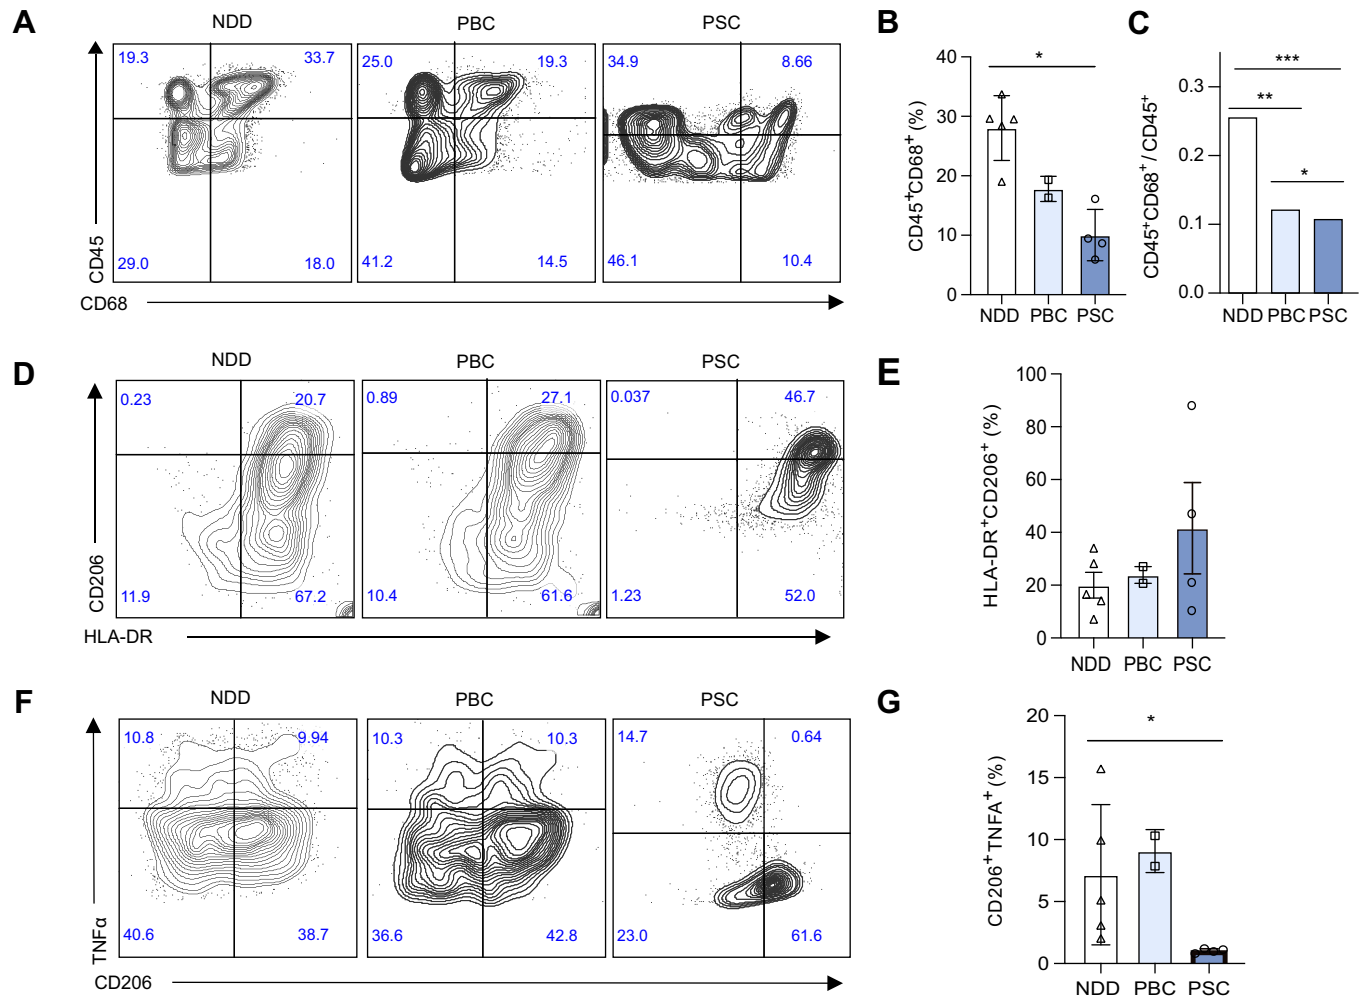 A
NDD
PBC
PSC
19.3
33.7
29.0
18.0
25.0
19.3
41.2
14.5
34.9
8.66
46.1
10.4
CD45
CD68
B
CD45+CD68+ (%)
40
30
20
10
0
*
NDD
PBC
PSC
C
CD45+CD68+ / CD45+
0.3
0.2
0.1
0.0
***
**
*
NDD
PBC
PSC
D
NDD
PBC
PSC
0.23
20.7
11.9
67.2
0.89
27.1
10.4
61.6
0.037
46.7
1.23
52.0
CD206
HLA-DR
E
HLA-DR+CD206+ (%)
100
80
60
40
20
0
NDD
PBC
PSC
F
NDD
PBC
PSC
10.8
9.94
40.6
38.7
10.3
10.3
36.6
42.8
14.7
0.64
23.0
61.6
TNFα
CD206
G
CD206+TNFA+ (%)
20
15
10
5
0
*
NDD
PBC
PSC